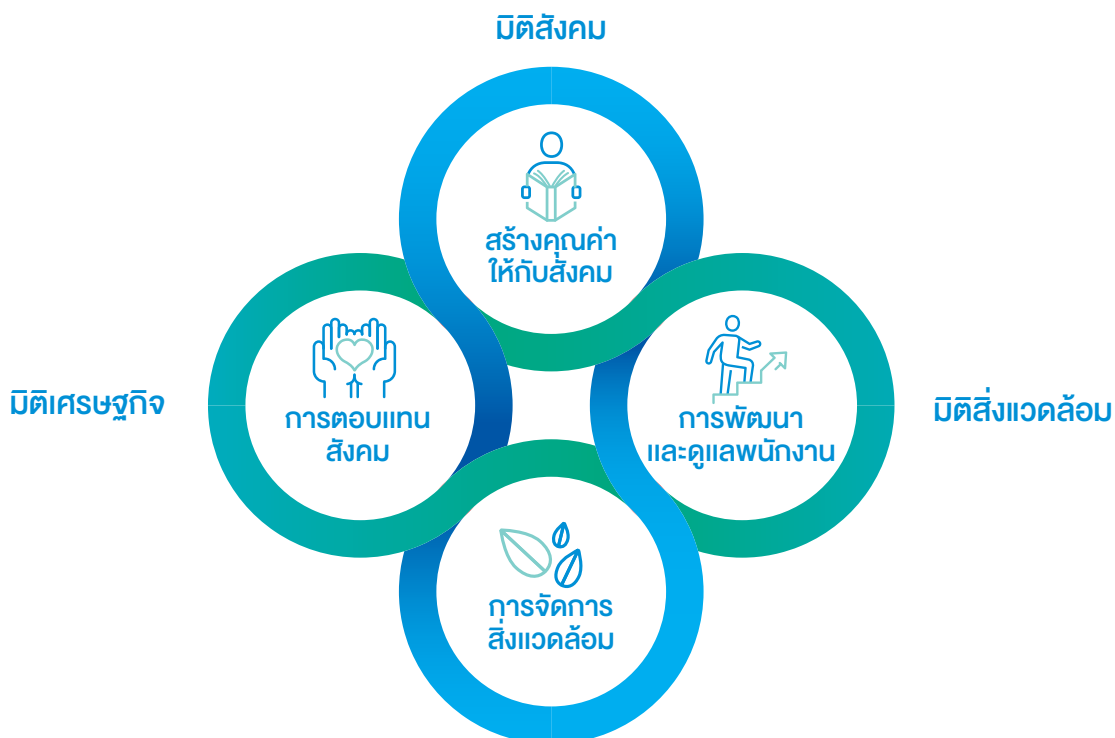 มิติสังคม
สร้างคุณค่า
ให้กับสังคม
มิติเศรษฐกิจ
การตอบแทน
สังคม
การพัฒนา
และดูแลพนักงาน
มิติสิ่งแวดล้อม
การจัดการ
สิ่งแวดล้อม